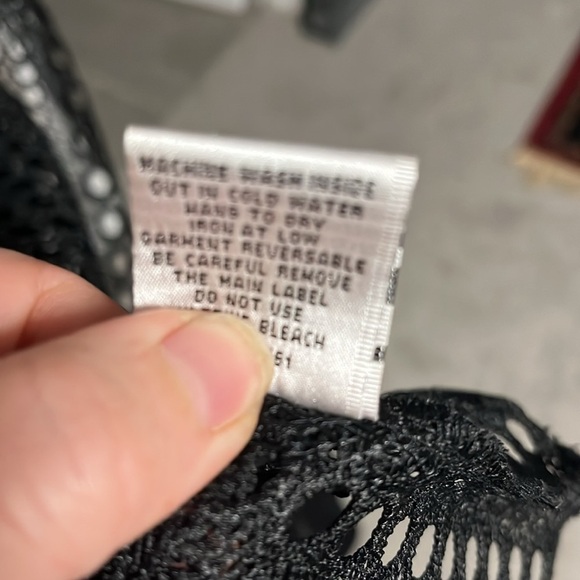 MACHINE WASH INSIDE
OUT IN COLD WATER
HANG TO DRY
IRON AT LOW
GARMENT REVERSABLE
BE CAREFUL REMOVE
THE MAIN LABEL
DO NOT USE
BLEACH
51